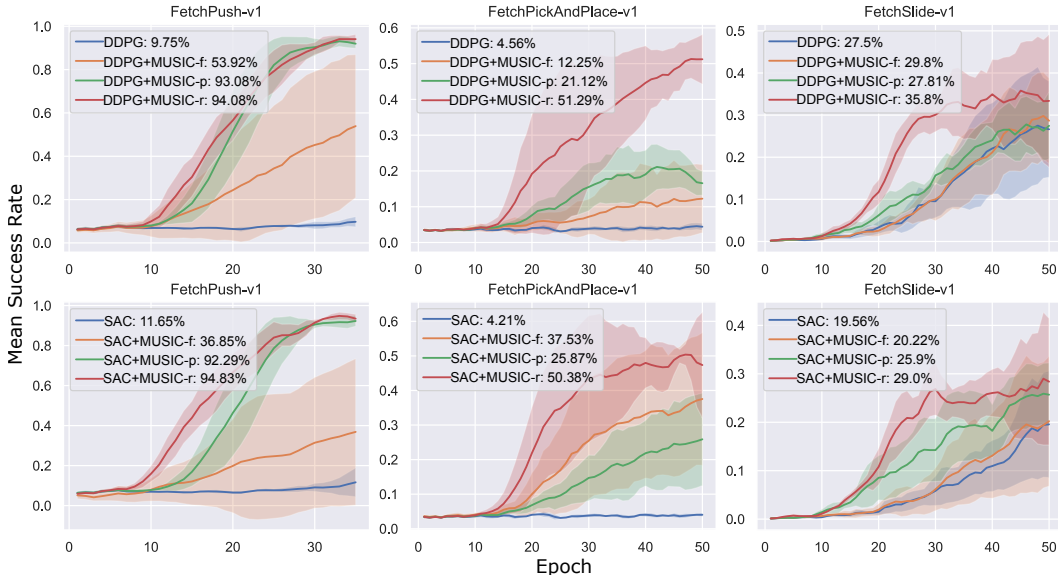 FetchPush-v1
FetchPickAndPlace-v1
FetchSlide-v1
Mean Success Rate
1.0
0.8
0.6
0.4
0.2
0.0
DDPG: 9.75%
DDPG+MUSIC-f: 53.92%
DDPG+MUSIC-p: 93.08%
DDPG+MUSIC-r: 94.08%
0 10 20 30
0.6
0.5
0.4
0.3
0.2
0.1
0.0
DDPG: 4.56%
DDPG+MUSIC-f: 12.25%
DDPG+MUSIC-p: 21.12%
DDPG+MUSIC-r: 51.29%
0 10 20 30 40 50
0.5
0.4
0.3
0.2
0.1
0.0
DDPG: 27.5%
DDPG+MUSIC-f: 29.8%
DDPG+MUSIC-p: 27.81%
DDPG+MUSIC-r: 35.8%
0 10 20 30 40 50
FetchPush-v1
FetchPickAndPlace-v1
FetchSlide-v1
1.0
0.8
0.6
0.4
0.2
0.0
SAC: 11.65%
SAC+MUSIC-f: 36.85%
SAC+MUSIC-p: 92.29%
SAC+MUSIC-r: 94.83%
0 10 20 30
0.6
0.5
0.4
0.3
0.2
0.1
0.0
SAC: 4.21%
SAC+MUSIC-f: 37.53%
SAC+MUSIC-p: 25.87%
SAC+MUSIC-r: 50.38%
0 10 20 30 40 50
0.4
0.3
0.2
0.1
0.0
SAC: 19.56%
SAC+MUSIC-f: 20.22%
SAC+MUSIC-p: 25.9%
SAC+MUSIC-r: 29.0%
0 10 20 30 40 50
Epoch